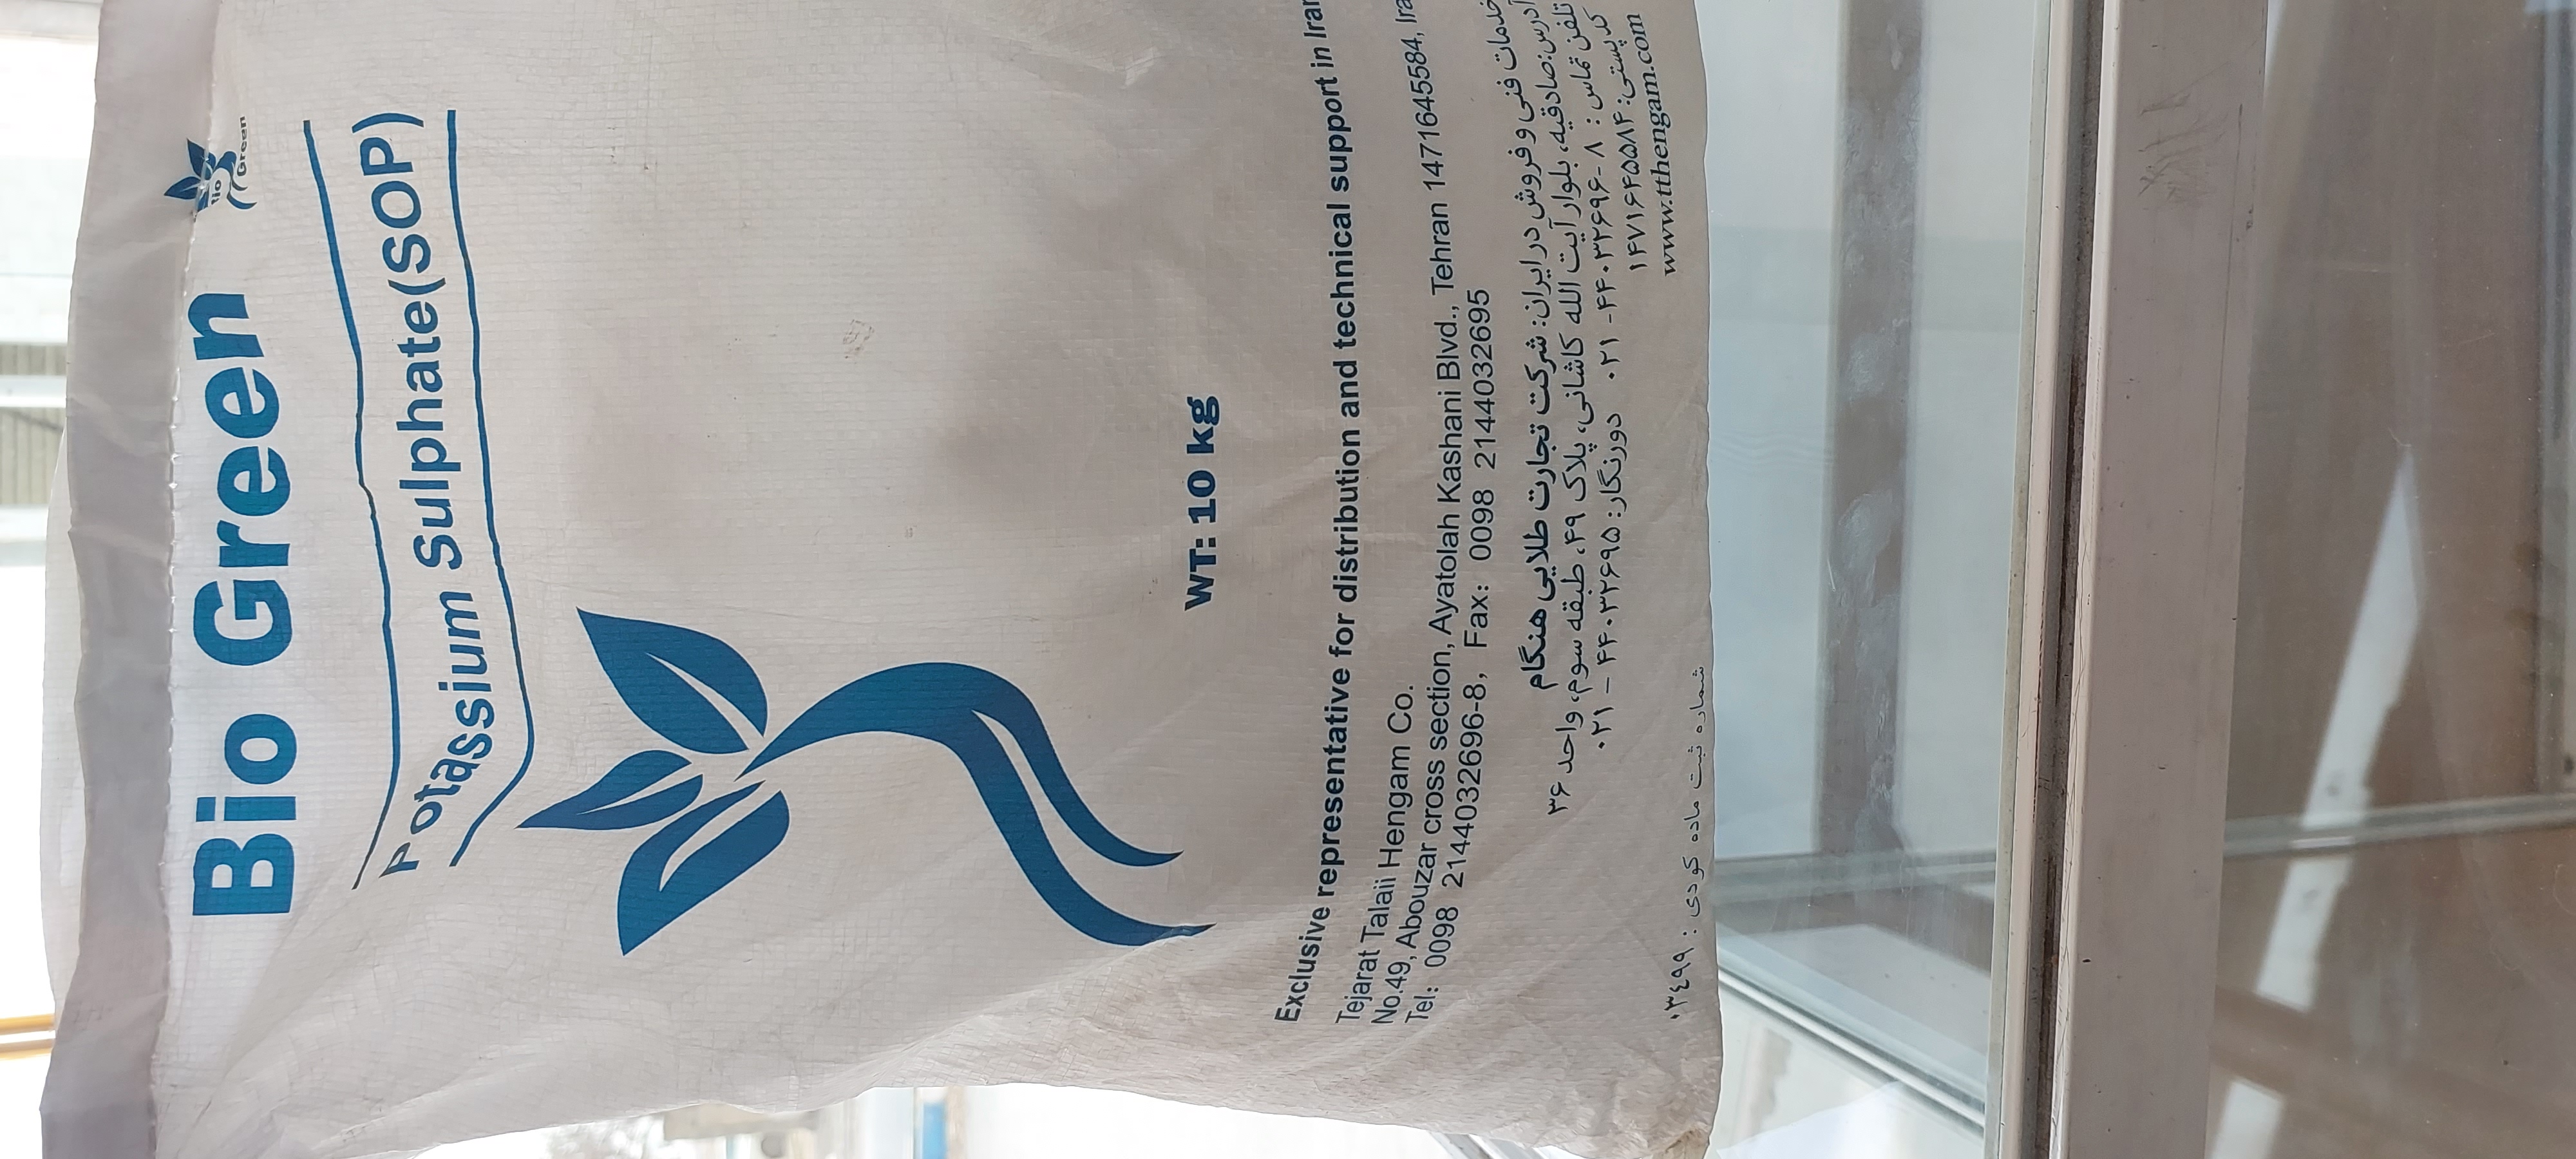 Bio
Green
Bio Green
Potassium Sulphate(SOP)
WT: 10 kg
Exclusive representative for distribution and technical support in Iran
Tejarat Talaii Hengam Co.
No.49, Abouzar cross section, Ayatolah Kashani Blvd., Tehran 1471645584, Ira
Tel: 0098 2144032696-8, Fax: 0098 2144032695
خدمات فنی و فروش در ایران: شرکت تجارت طلایی هنگام
آدرس: صادقیه، بلوار آیت الله کاشانی، پلاک ۴۹، طبقه سوم، واحد ۳۶
تلفن تماس : ۸-۴۴۰۳۲۶۹۶- ۰۲۱ دورنگار: ۴۴۰۳۲۶۹۵ – ۰۲۱
کد پستی: ۱۴۷۱۶۴۵۵۸۴
www.tthengam.com
شماره ثبت ماده کودی : ۰۳۴۹۹